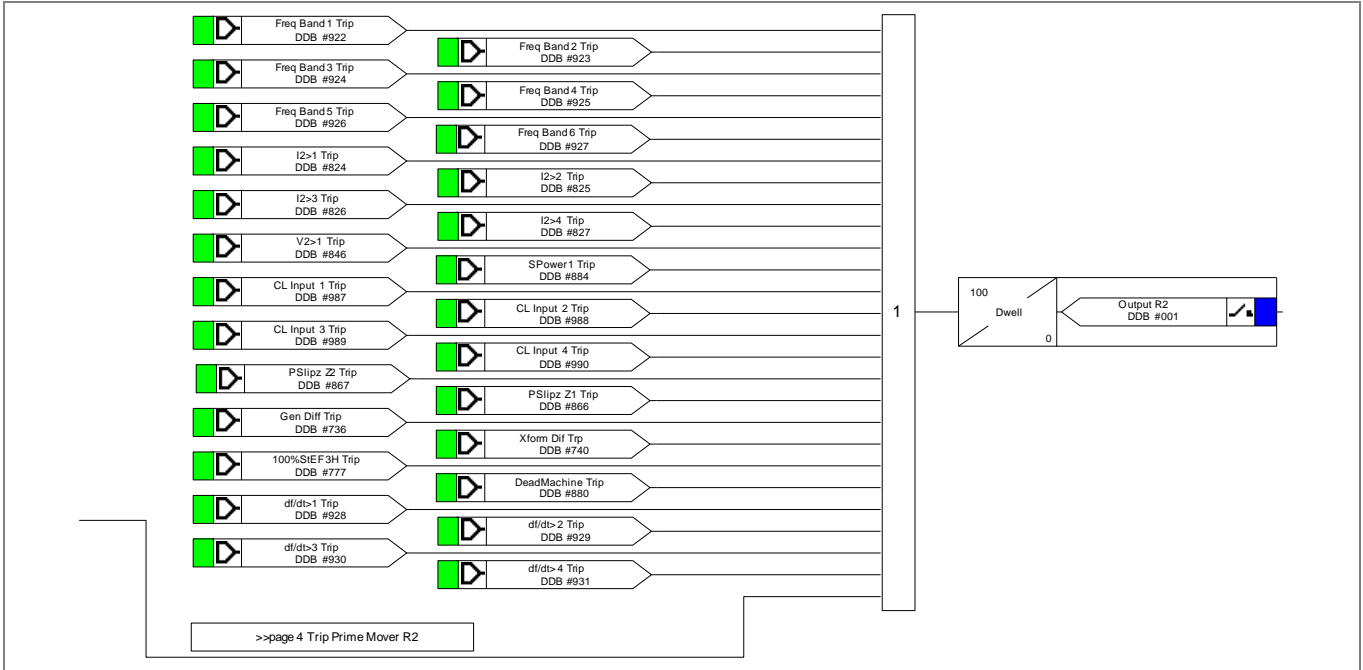 Freq Band 1 Trip
DDB #922
Freq Band 2 Trip
DDB #923
Freq Band 3 Trip
DDB #924
Freq Band 4 Trip
DDB #925
Freq Band 5 Trip
DDB #926
Freq Band 6 Trip
DDB #927
I2>1 Trip
DDB #824
I2>2 Trip
DDB #825
I2>3 Trip
DDB #826
I2>4 Trip
DDB #827
V2>1 Trip
DDB #846
SPower1 Trip
DDB #884
CL Input 1 Trip
DDB #987
CL Input 2 Trip
DDB #988
CL Input 3 Trip
DDB #989
CL Input 4 Trip
DDB #990
PSlipz Z2 Trip
DDB #867
PSlipz Z1 Trip
DDB #866
Gen Diff Trip
DDB #736
Xform Dif Trp
DDB #740
100%StEF3H Trip
DDB #777
DeadMachine Trip
DDB #880
df/dt>1 Trip
DDB #928
df/dt>2 Trip
DDB #929
df/dt>3 Trip
DDB #930
df/dt>4 Trip
DDB #931
1
100
Dwell
0
Output R2
DDB #001
>>page 4 Trip Prime Mover R2